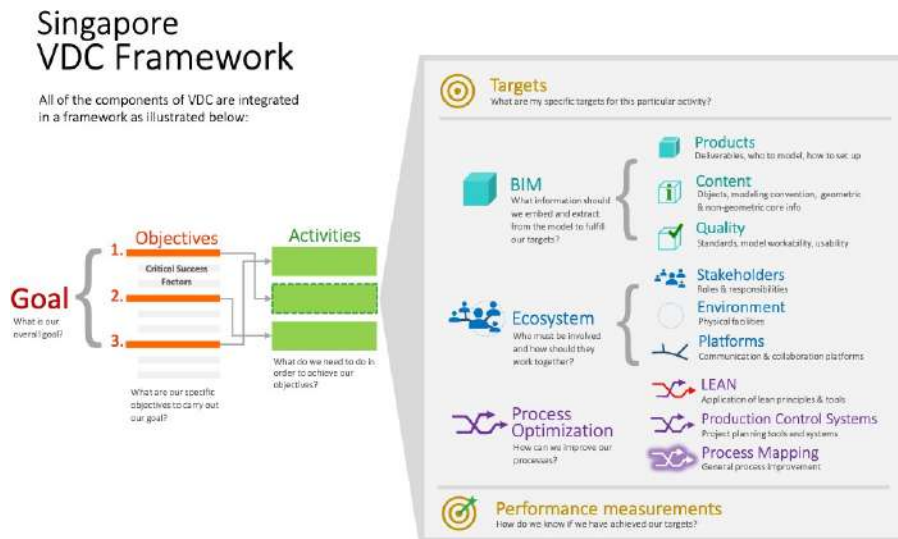 Singapore
VDC Framework
All of the components of VDC are integrated
in a framework as illustrated below:
Goal
What is our
overall goal?
1. Objectives
Critical Success
Factors
2.
3.
What are our specific
objectives to carry out
our goal?
Activities
What do we need to do in
order to achieve our
objectives?
Targets
What are my specific targets for this particular activity?
BIM
What information should
we embed and extract
from the model to fulfill
our targets?
Products
Deliverables, who to model, how to set up
Content
Objects, modeling convention, geometric
& non-geometric core info
Quality
Standards, model workability, usability
Ecosystem
Who must be involved
and how should they
work together?
Stakeholders
Roles & responsibilities
Environment
Physical facilities
Platforms
Communication & collaboration platforms
Process
Optimization
How can we improve our
processes?
LEAN
Application of lean principles & tools
Production Control Systems
Project planning tools and systems
Process Mapping
General process improvement
Performance measurements
How do we know if we have achieved our targets?